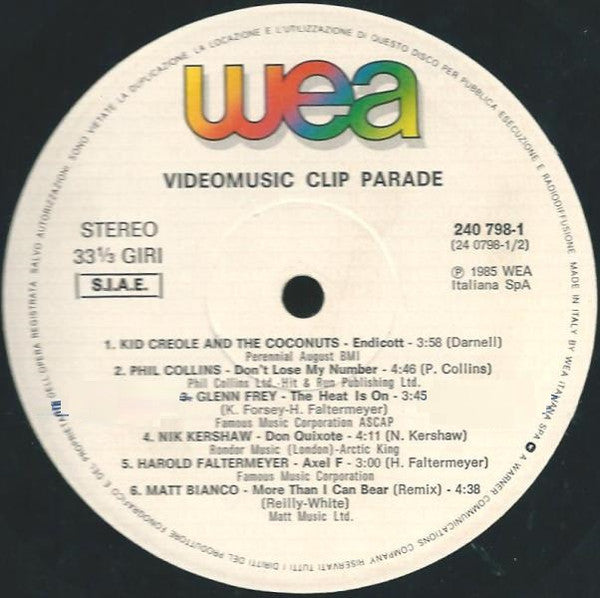 SONO VIETATE LA DUPLICAZIONE, LA LOCAZIONE E L'UTILIZZAZIONE DI QUESTO DISCO PER PUBBLICA ESECUZIONE E RADIODIFFUSIONE
MADE IN ITALY BY WEA ITALIANA SPA
A WARNER COMMUNICATIONS COMPANY
TUTTI I DIRITTI DEL PRODUTTORE FONOGRAFICO E DEL PROPRIETARIO DELL'OPERA REGISTRATA
SALVO AUTORIZZAZIONI
wea
VIDEOMUSIC CLIP PARADE
STEREO
33⅓ GIRI
S.I.A.E.
240 798-1
(24 0798-1/2)
℗ 1985 WEA
Italiana SpA
1. KID CREOLE AND THE COCONUTS - Endicott - 3:58 (Darnell)
Perennial August BMI
2. PHIL COLLINS - Don't Lose My Number - 4:46 (P. Collins)
Phil Collins Ltd.-Hit & Run Publishing Ltd.
3. GLENN FREY - The Heat Is On - 3:45
(K. Forsey-H. Faltermeyer)
Famous Music Corporation ASCAP
4. NIK KERSHAW - Don Quixote - 4:11 (N. Kershaw)
Rondor Music (London)-Arctic King
5. HAROLD FALTERMEYER - Axel F - 3:00 (H. Faltermeyer)
Famous Music Corporation
6. MATT BIANCO - More Than I Can Bear (Remix) - 4:38
(Reilly-White)
Matt Music Ltd.